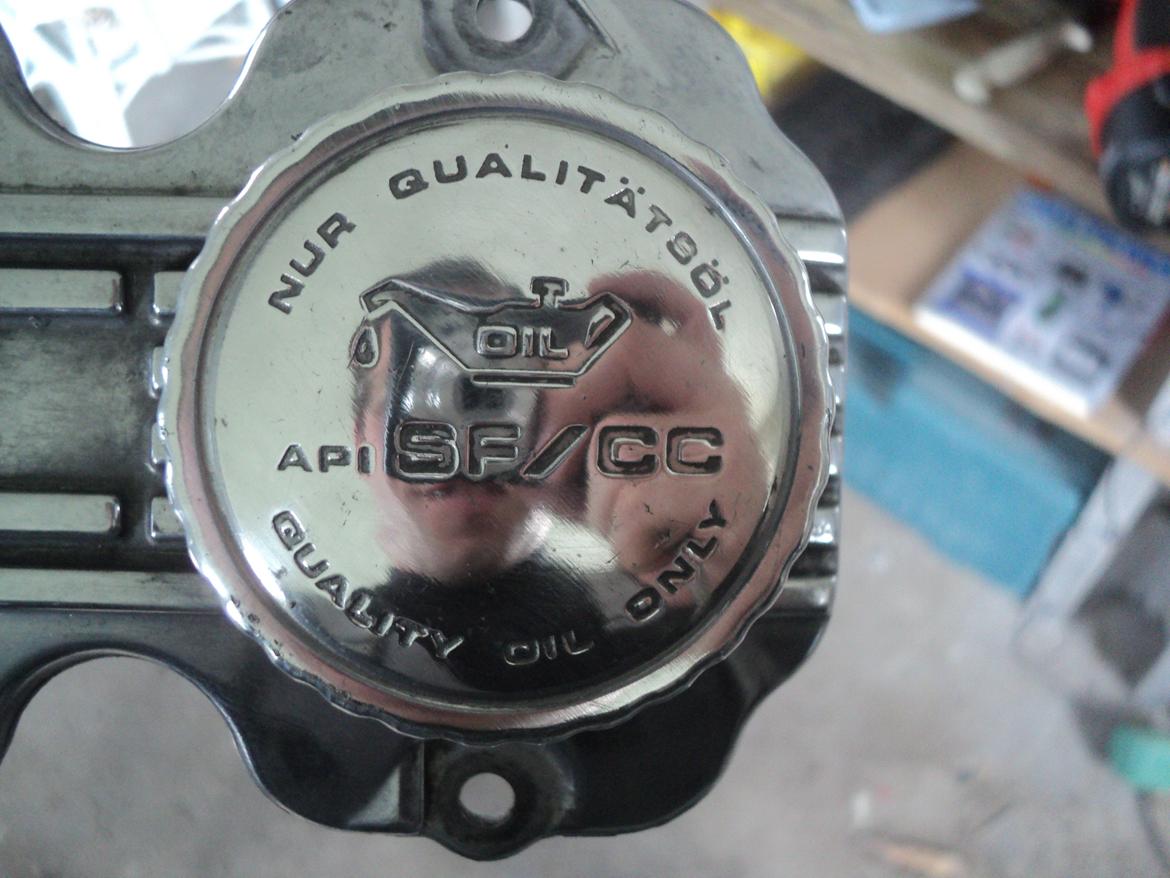 NUR QUALITÄTSÖL
OIL
API SF/CC
QUALITY OIL ONLY